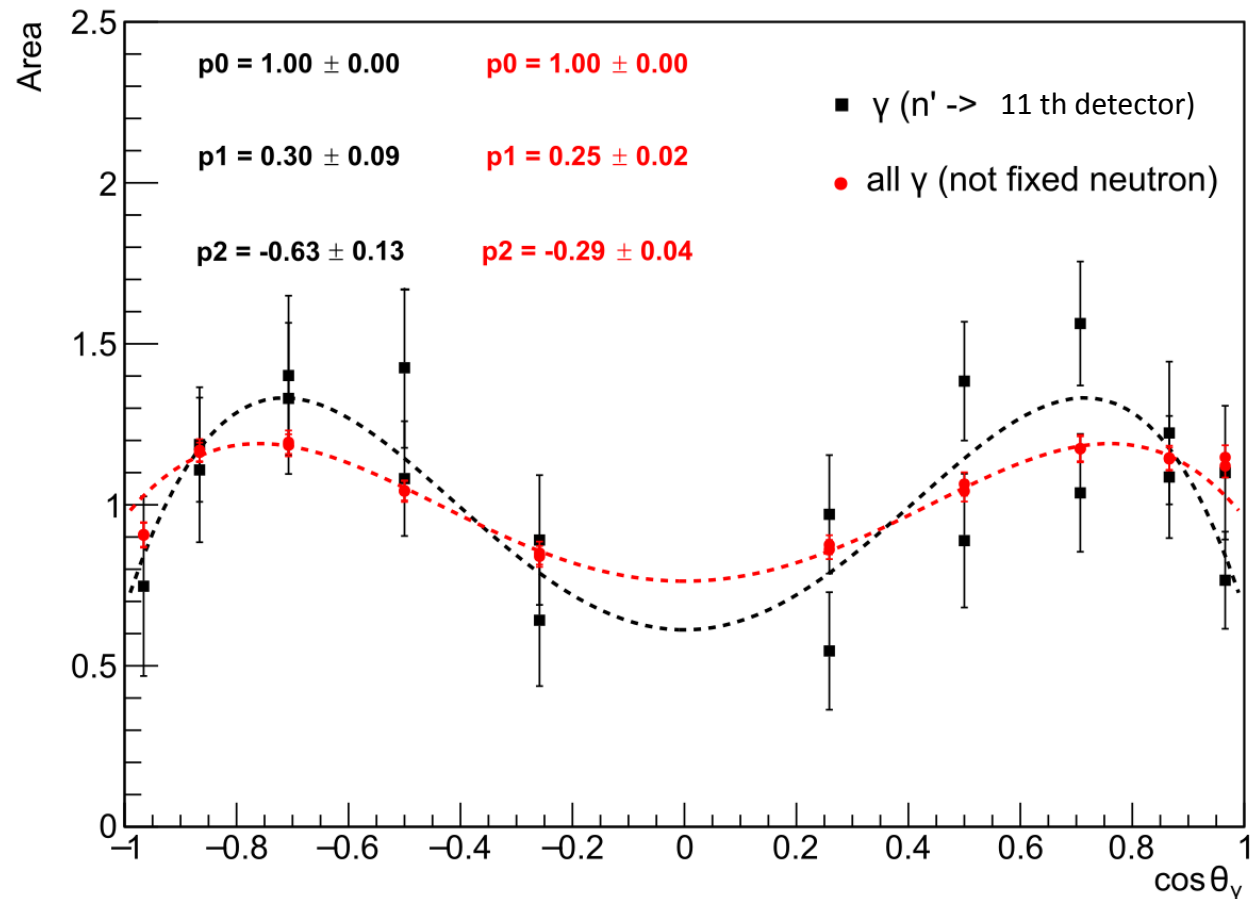 Area
2.5
2
1.5
1
0.5
0
p0 = 1.00 ± 0.00
p0 = 1.00 ± 0.00
p1 = 0.30 ± 0.09
p1 = 0.25 ± 0.02
p2 = -0.63 ± 0.13
p2 = -0.29 ± 0.04
γ (n' -> 11 th detector)
all γ (not fixed neutron)
−1 −0.8 −0.6 −0.4 −0.2 0 0.2 0.4 0.6 0.8 1
cos θγ